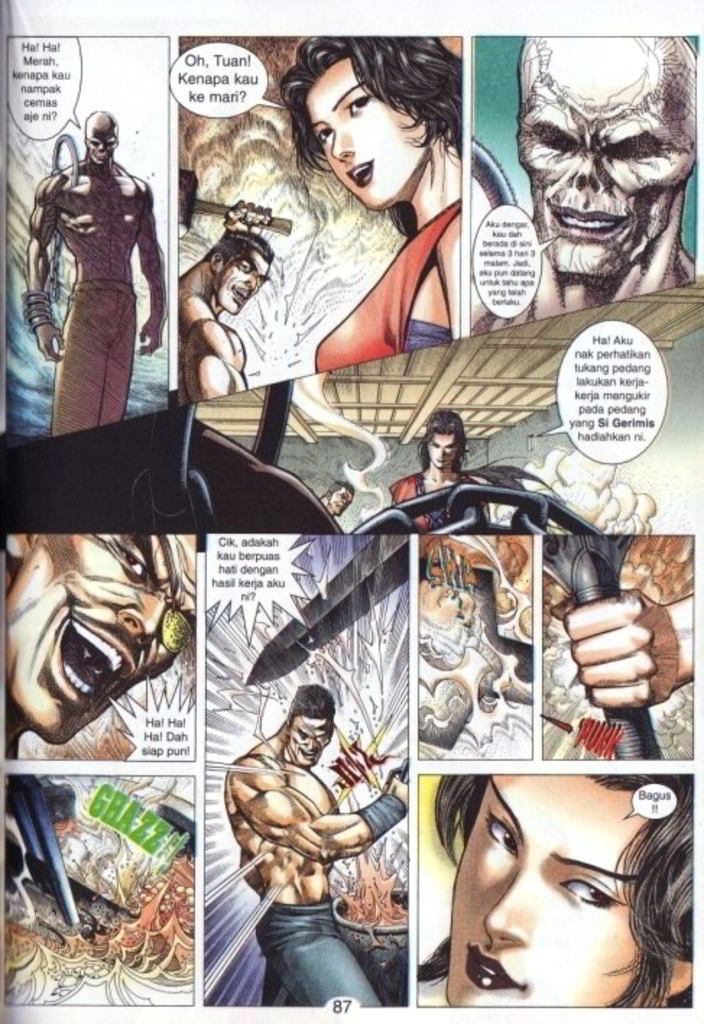 Ha! Ha!
Merah,
kenapa kau
nampak
cemas
aje ni?
Oh, Tuan!
Kenapa kau
ke mari?
Aku
dengar,
kau dah
berada di sini
selama 3 hari 3
malam. Jadi,
aku pun datang
untuk tahu apa
yang telah
berlaku.
Ha! Aku
nak perhatikan
tukang pedang
lakukan kerja-
kerja mengukir
pada pedang
yang Si Gerimis
hadiahkan ni.
Ha! Ha!
Ha! Dah
siap pun!
Cik, adakah
kau berpuas
hati dengan
hasil kerja aku
ni?
THUNK
GHAZZ!!
Bagus
!!
87